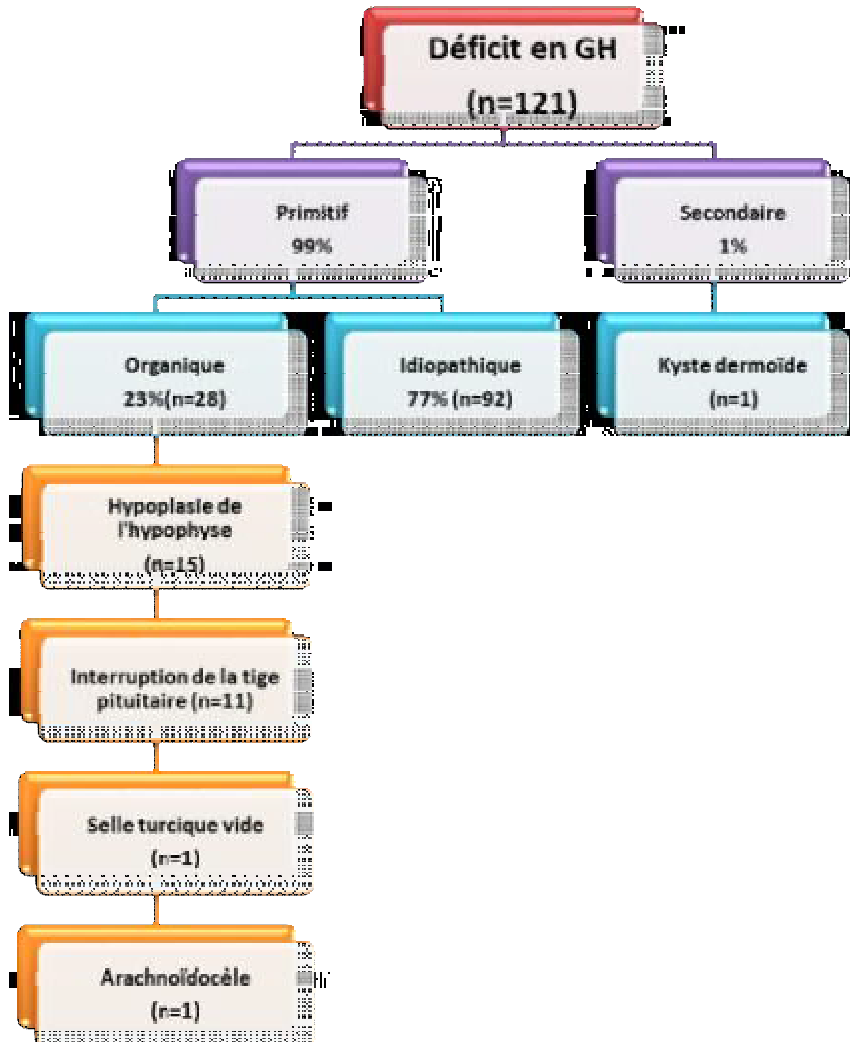 Déficit en GH
(n=121)
Primitif
99%
Secondaire
1%
Organique
23%(n=28)
Idiopathique
77% (n=92)
Kyste dermoïde
(n=1)
Hypoplasie de
l'hypophyse
(n=15)
Interruption de la tige
pituitaire (n=11)
Selle turcique vide
(n=1)
Arachnoïdocèle
(n=1)